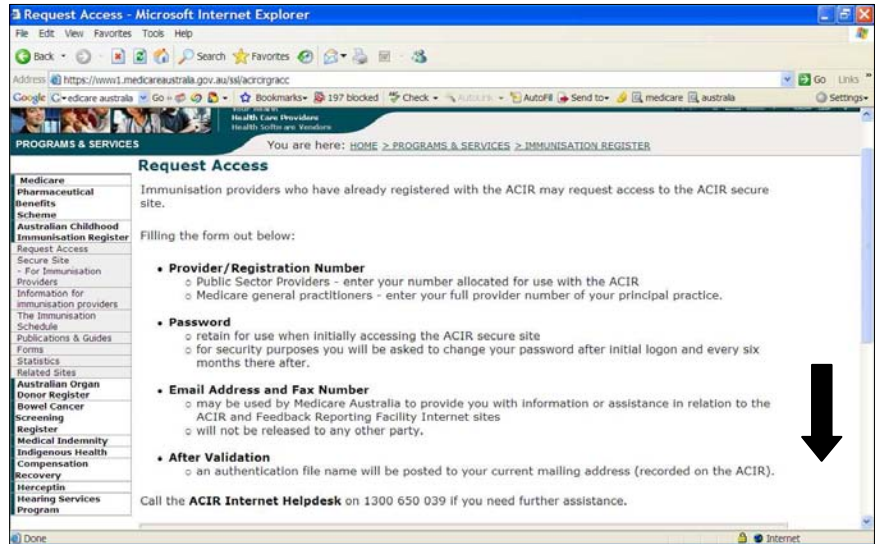 Request Access - Microsoft Internet Explorer
File Edit View Favorites Tools Help
Back Search Favorites
Address https://www1.medicareaustralia.gov.au/ssl/acirorgracc Go Links "
Google edicare australia Go Bookmarks 197 blocked Check AutoLink AutoFill Send to medicare australia Settings
Health Care Providers
Health Software Vendors
PROGRAMS & SERVICES
You are here: HOME > PROGRAMS & SERVICES > IMMUNISATION REGISTER
Medicare
Pharmaceutical
Benefits
Scheme
Australian Childhood
Immunisation Register
Request Access
Secure Site
- For Immunisation
Providers
Information for
immunisation providers
The Immunisation
Schedule
Publications & Guides
Forms
Statistics
Related Sites
Australian Organ
Donor Register
Bowel Cancer
Screening
Register
Medical Indemnity
Indigenous Health
Compensation
Recovery
Herceptin
Hearing Services
Program
Request Access
Immunisation providers who have already registered with the ACIR may request access to the ACIR secure
site.
Filling the form out below:
• Provider/Registration Number
o Public Sector Providers - enter your number allocated for use with the ACIR
o Medicare general practitioners - enter your full provider number of your principal practice.
• Password
o retain for use when initially accessing the ACIR secure site
o for security purposes you will be asked to change your password after initial logon and every six
months there after.
• Email Address and Fax Number
o may be used by Medicare Australia to provide you with information or assistance in relation to the
ACIR and Feedback Reporting Facility Internet sites
o will not be released to any other party.
• After Validation
o an authentication file name will be posted to your current mailing address (recorded on the ACIR).
Call the ACIR Internet Helpdesk on 1300 650 039 if you need further assistance.
Done Internet